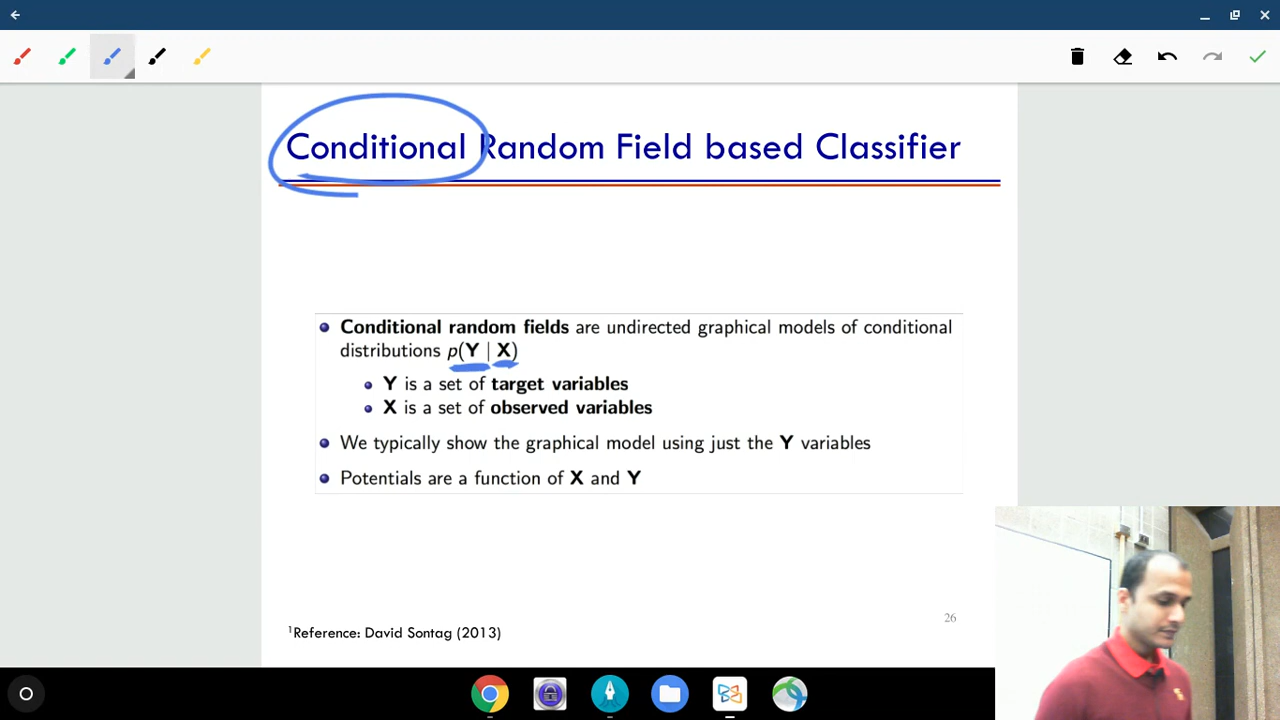 Conditional Random Field based Classifier
Conditional random fields are undirected graphical models of conditional
distributions p(Y | X)
Y is a set of target variables
X is a set of observed variables
We typically show the graphical model using just the Y variables
Potentials are a function of X and Y
26
1Reference: David Sontag (2013)